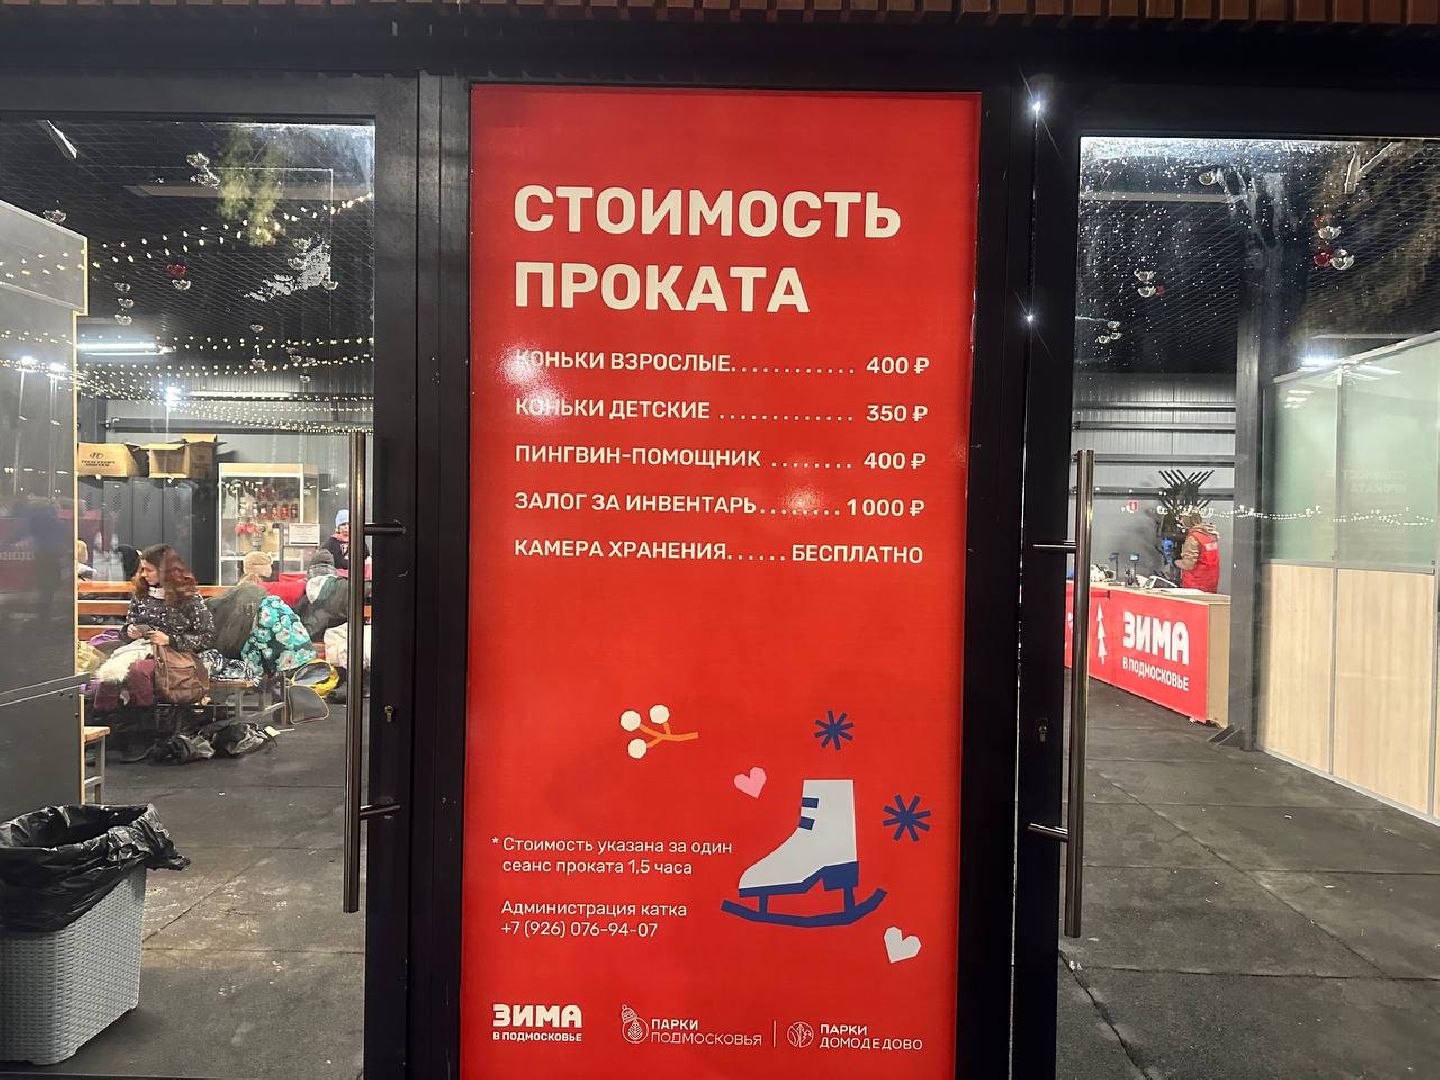 СТОИМОСТЬ
ПРОКАТА
КОНЬКИ ВЗРОСЛЫЕ............ 400 ₽
КОНЬКИ ДЕТСКИЕ ............ 350 ₽
ПИНГВИН-ПОМОЩНИК ....... 400 ₽
ЗАЛОГ ЗА ИНВЕНТАРЬ........ 1 000 ₽
КАМЕРА ХРАНЕНИЯ...... БЕСПЛАТНО
* Стоимость указана за один
сеанс проката 1,5 часа
Администрация катка
+7 (926) 076-94-07
ЗИМА
В ПОДМОСКОВЬЕ
ПАРКИ
ПОДМОСКОВЬЯ
ПАРКИ
ДОМОДЕДОВО
ЗИМА
В ПОДМОСКОВЬЕ